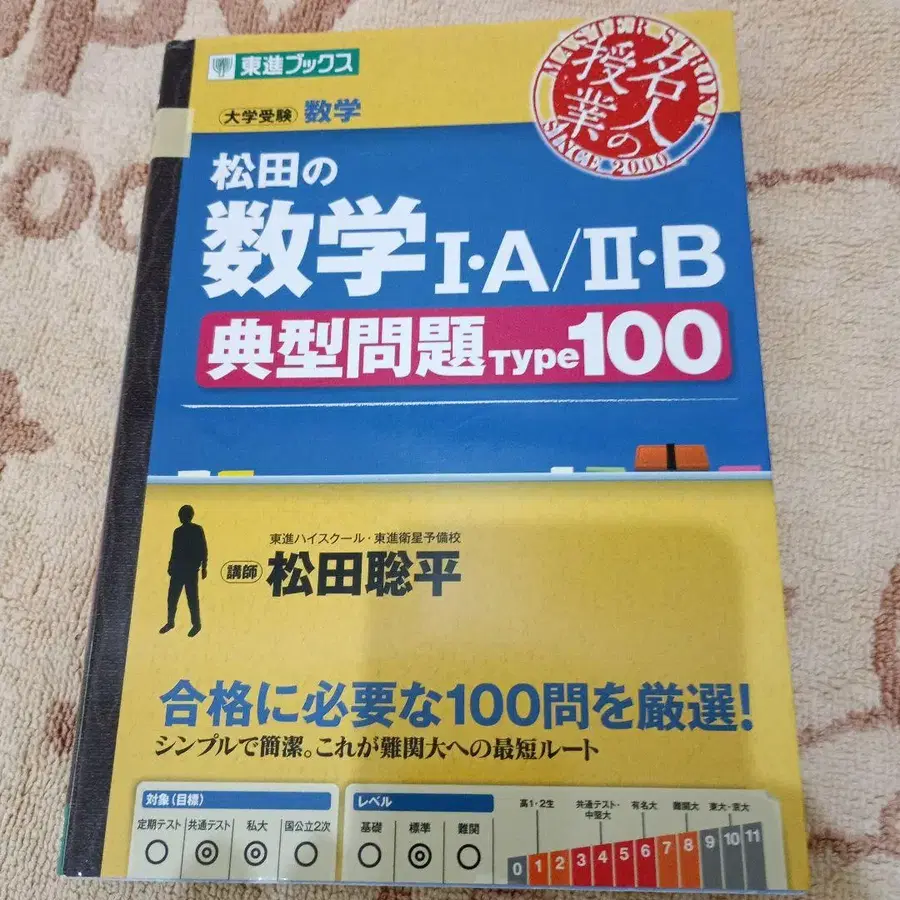 東進ブックス
名人の授業
SINCE 2000
大学受験 数学
松田の
数学I・A/II・B
典型問題Type100
東進ハイスクール・東進衛星予備校
講師 松田聡平
合格に必要な100問を厳選!
シンプルで簡潔。これが難関大への最短ルート
対象(目標)
定期テスト 共通テスト 私大 国公立2次
○ ◎ ◎ ○
レベル
基礎 標準 難関
○ ◎ ○
高1・2生 共通テスト・中堅大 有名大 難関大 東大・京大
0 1 2 3 4 5 6 7 8 9 10 11